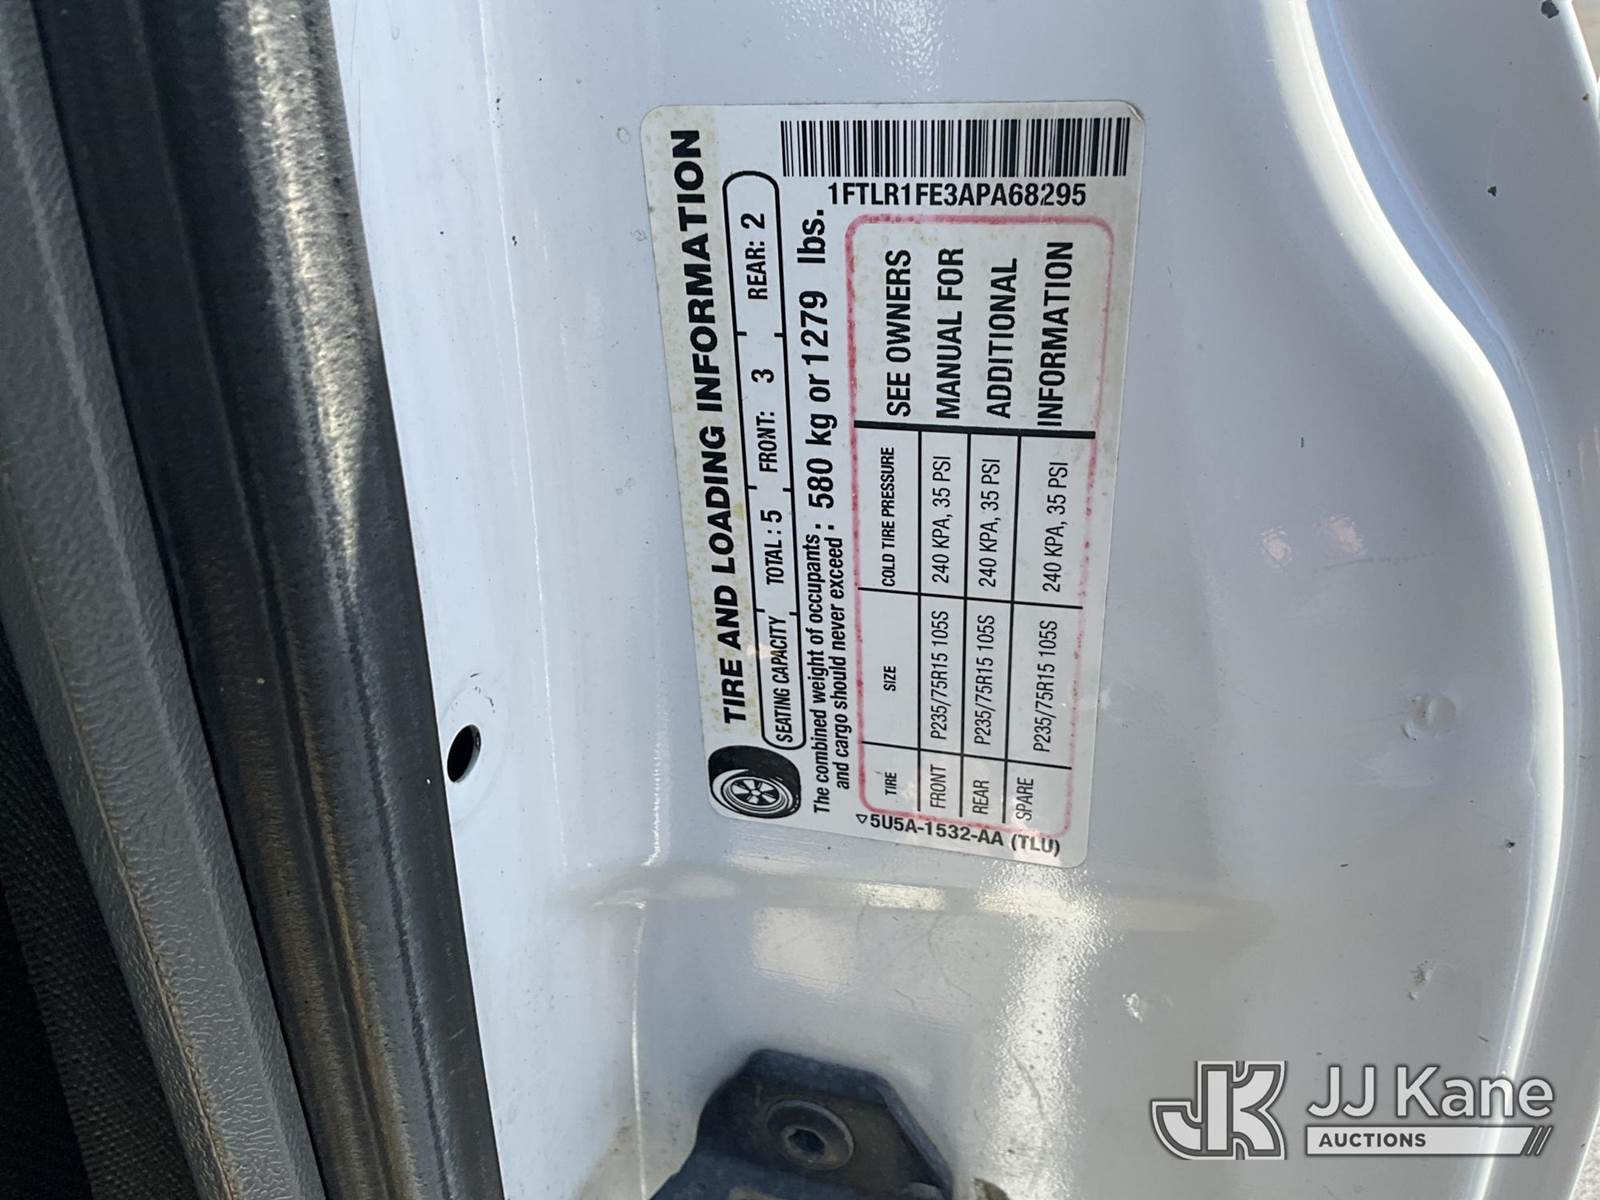 TIRE AND LOADING INFORMATION
SEATING CAPACITY TOTAL: 5 FRONT: 3 REAR: 2
The combined weight of occupants and cargo should never exceed : 580 kg or 1279 lbs.
TIRE SIZE COLD TIRE PRESSURE
FRONT P235/75R15 105S 240 KPA, 35 PSI
REAR P235/75R15 105S 240 KPA, 35 PSI
SPARE P235/75R15 105S 240 KPA, 35 PSI
SEE OWNERS
MANUAL FOR
ADDITIONAL
INFORMATION
5U5A-1532-AA (TLU)
1FTLR1FE3APA68295
JK JJ Kane
AUCTIONS